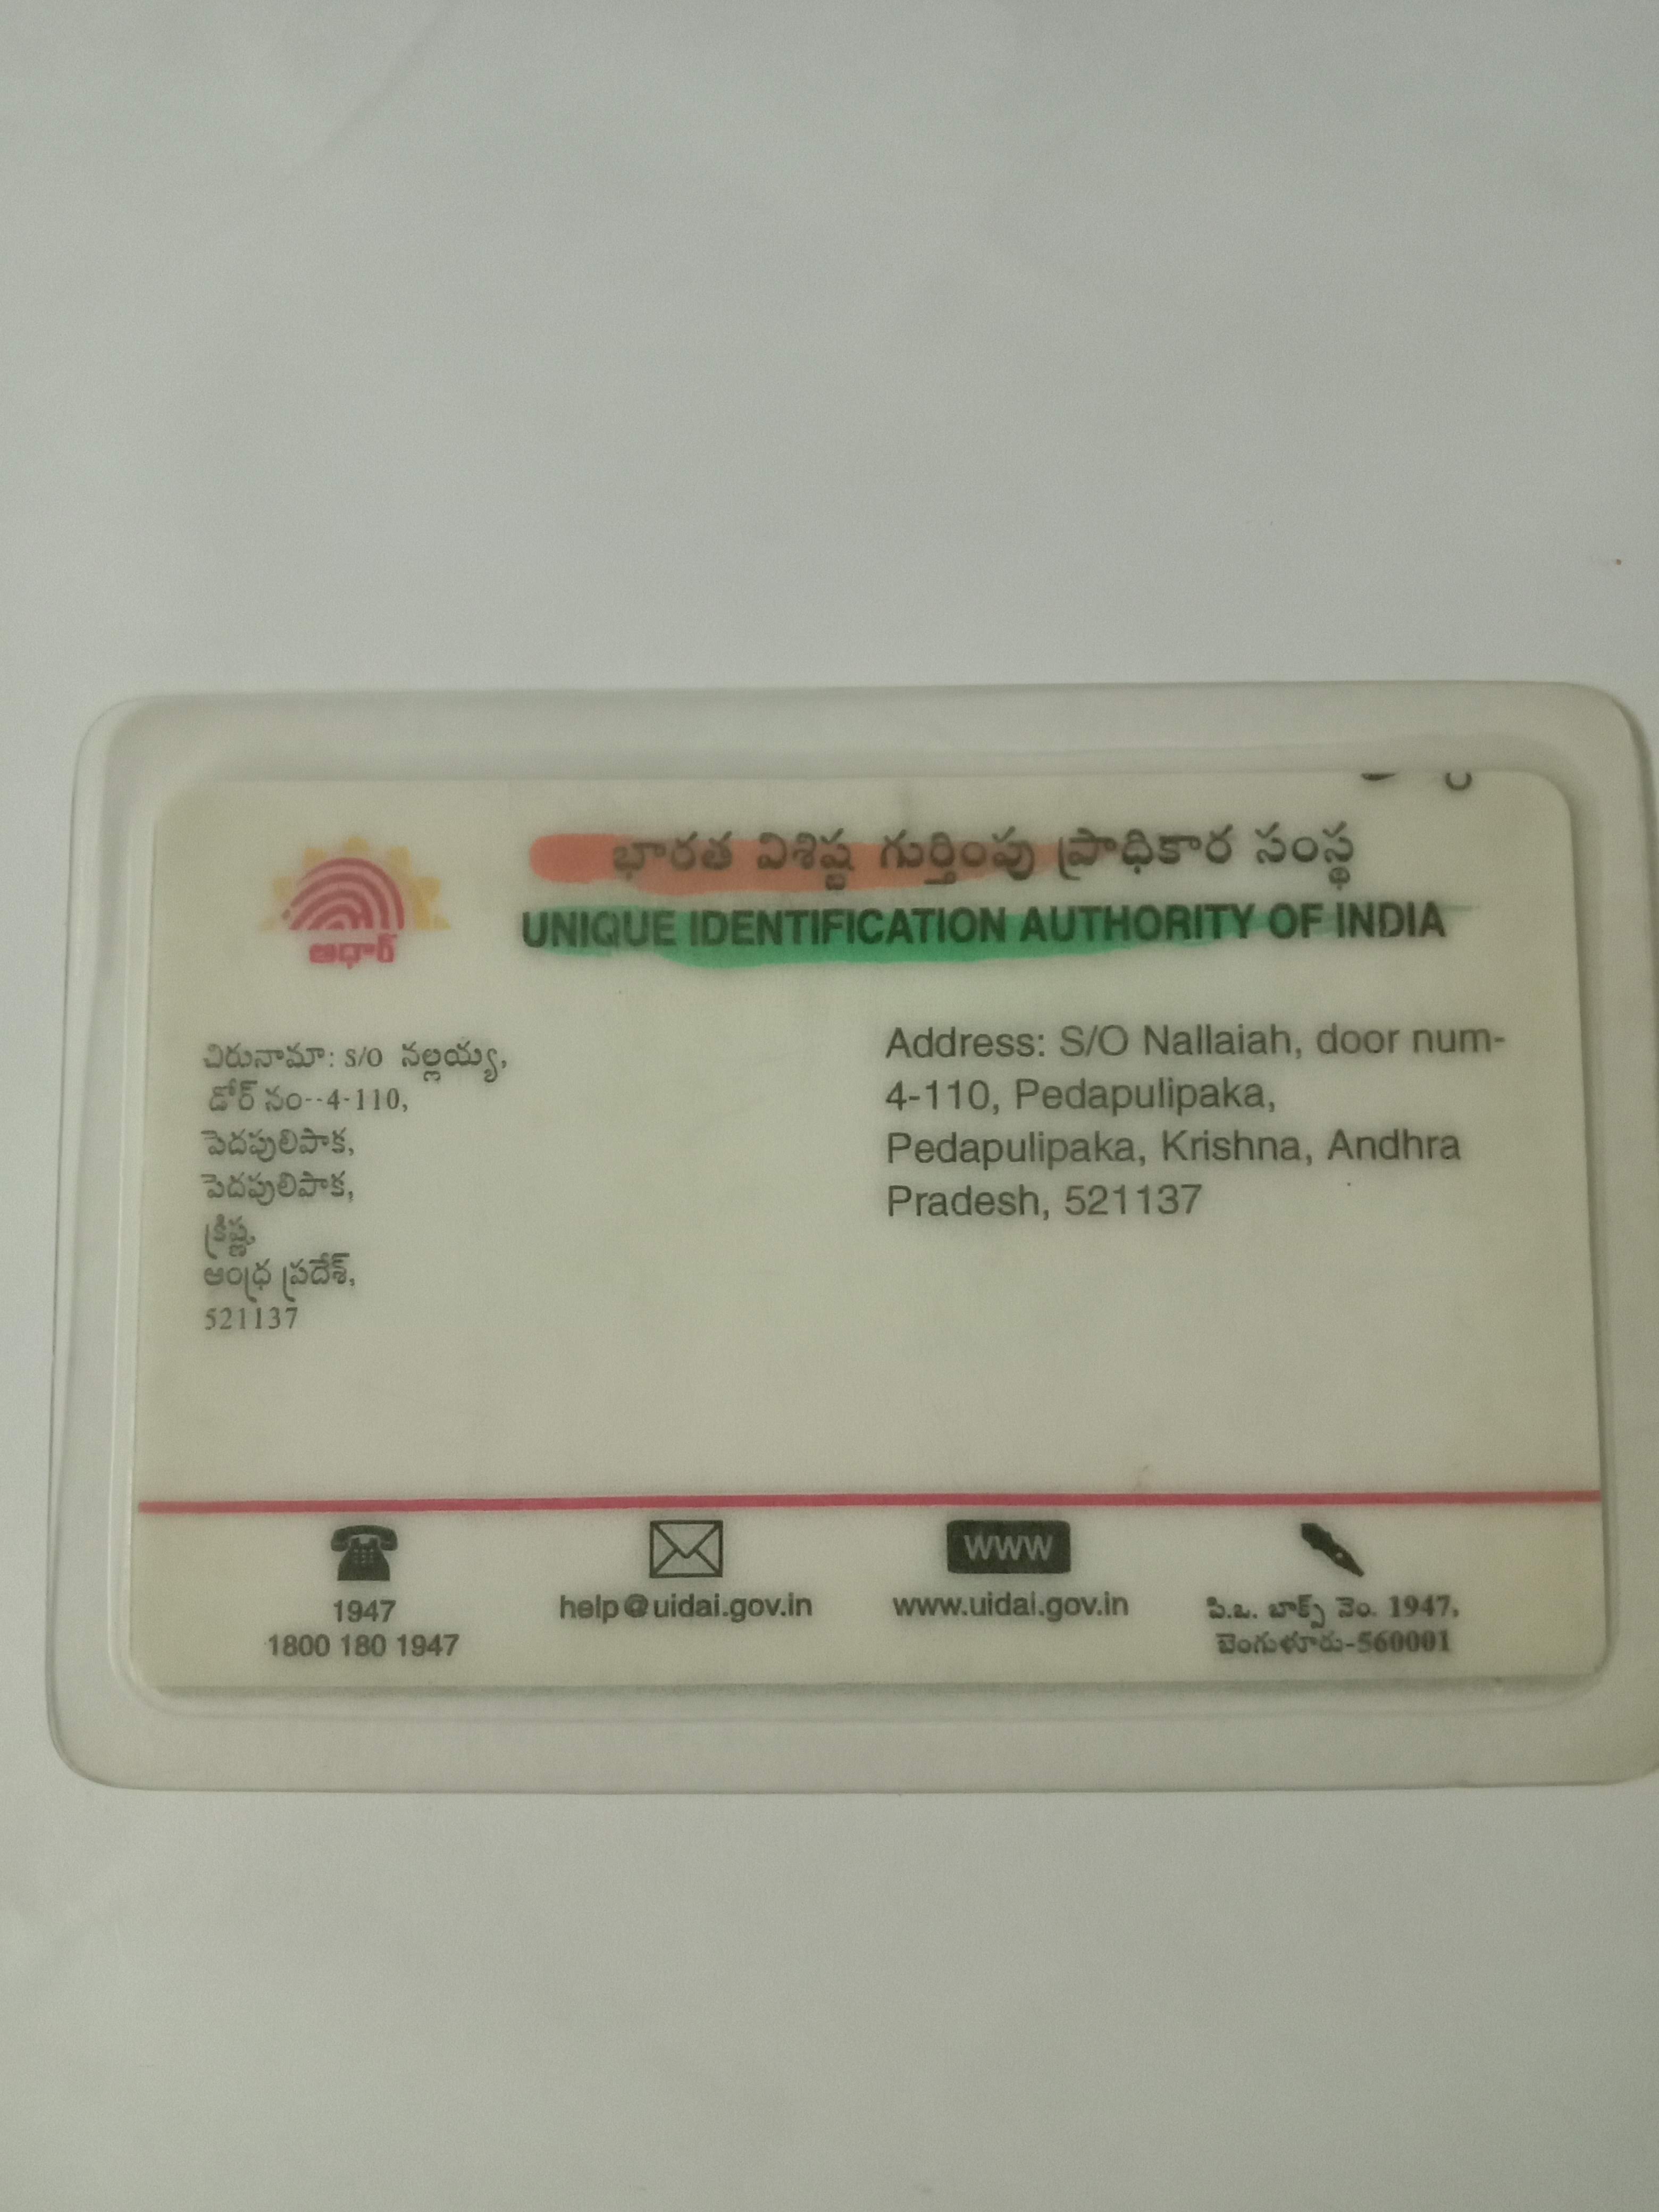 భారత విశిష్ట గుర్తింపు ప్రాధికార సంస్థ
UNIQUE IDENTIFICATION AUTHORITY OF INDIA
ఆధార్
చిరునామా: S/O నల్లయ్య,
డోర్ నం--4-110,
పెదపులిపాక,
పెదపులిపాక,
క్రిష్ణ,
ఆంధ్ర ప్రదేశ్,
521137
Address: S/O Nallaiah, door num-
4-110, Pedapulipaka,
Pedapulipaka, Krishna, Andhra
Pradesh, 521137
1947
1800 180 1947
help@uidai.gov.in
WWW
www.uidai.gov.in
పి.ఒ. బాక్స్ నెం. 1947,
బెంగుళూరు-560001